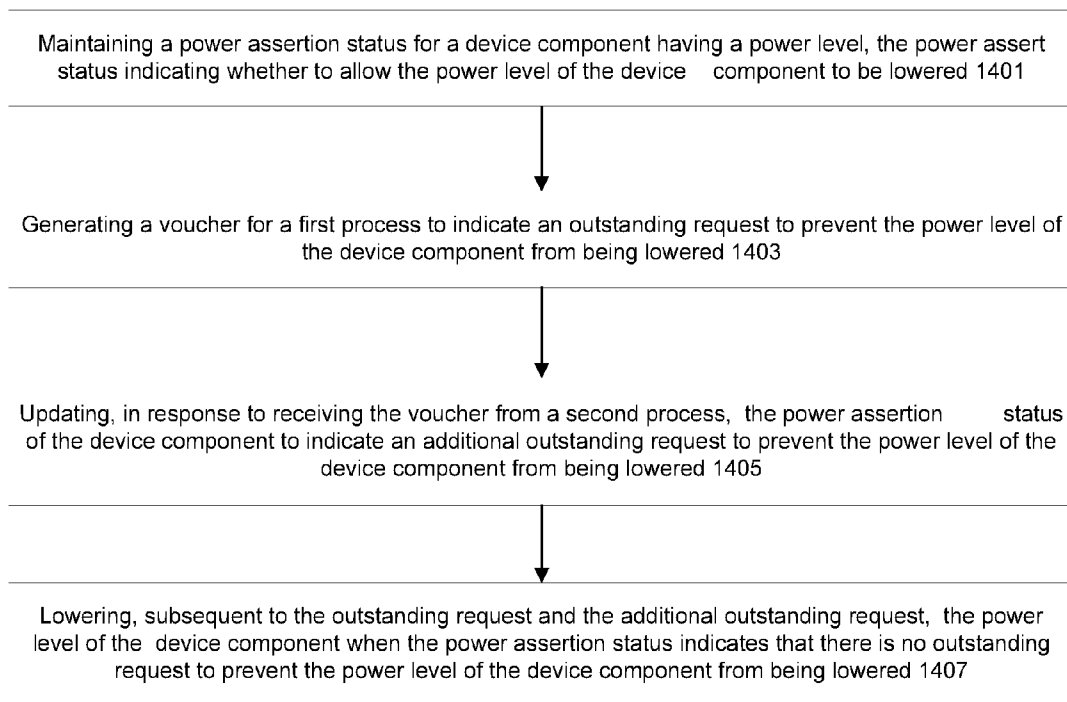 Maintaining a power assertion status for a device component having a power level, the power assert
status indicating whether to allow the power level of the device component to be lowered 1401
Generating a voucher for a first process to indicate an outstanding request to prevent the power level of
the device component from being lowered 1403
Updating, in response to receiving the voucher from a second process, the power assertion status
of the device component to indicate an additional outstanding request to prevent the power level of the
device component from being lowered 1405
Lowering, subsequent to the outstanding request and the additional outstanding request, the power
level of the device component when the power assertion status indicates that there is no outstanding
request to prevent the power level of the device component from being lowered 1407